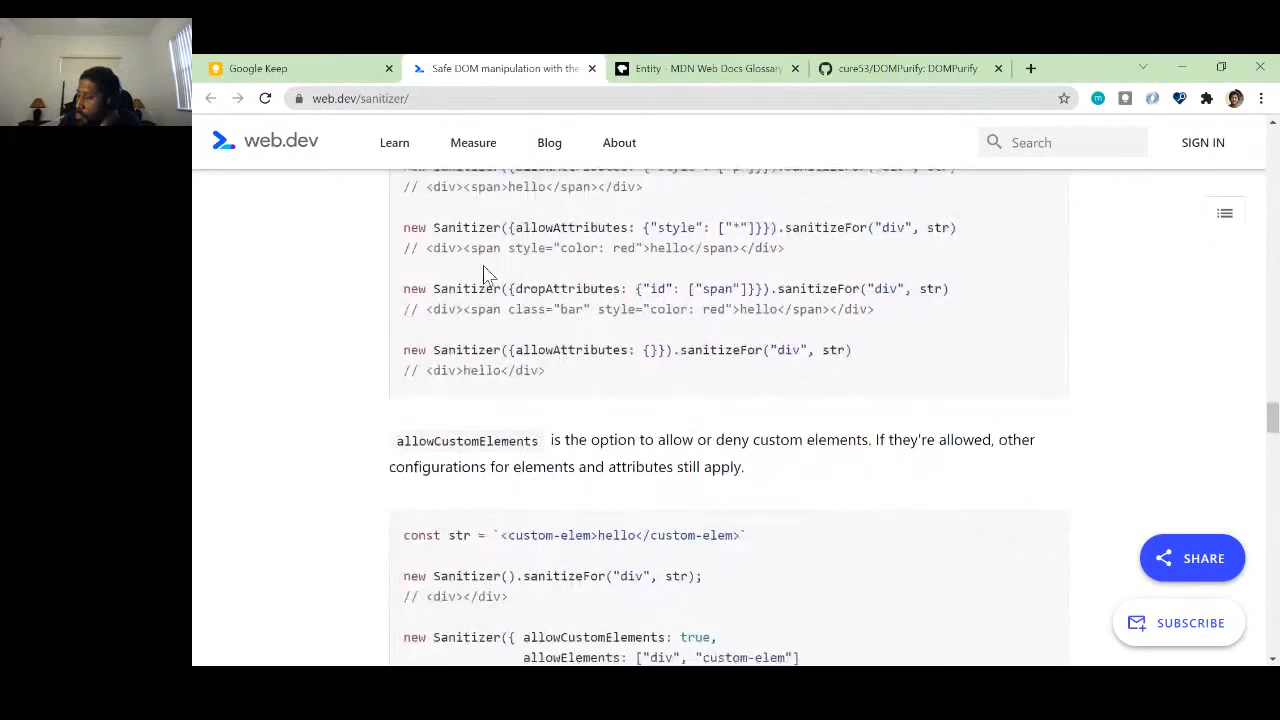 Google Keep
Safe DOM manipulation with the
Entity - MDN Web Docs Glossary
cure53/DOMPurify: DOMPurify
web.dev/sanitizer/
web.dev
Learn
Measure
Blog
About
Search
SIGN IN
// <div><span>hello</span></div>
new Sanitizer({allowAttributes: {"style": ["*"]}}).sanitizeFor("div", str)
// <div><span style="color: red">hello</span></div>
new Sanitizer({dropAttributes: {"id": ["span"]}}).sanitizeFor("div", str)
// <div><span class="bar" style="color: red">hello</span></div>
new Sanitizer({allowAttributes: {}}).sanitizeFor("div", str)
// <div>hello</div>
allowCustomElements is the option to allow or deny custom elements. If they're allowed, other
configurations for elements and attributes still apply.
const str = `<custom-elem>hello</custom-elem>`
new Sanitizer().sanitizeFor("div", str);
// <div></div>
new Sanitizer({ allowCustomElements: true,
allowElements: ["div", "custom-elem"]
SHARE
SUBSCRIBE